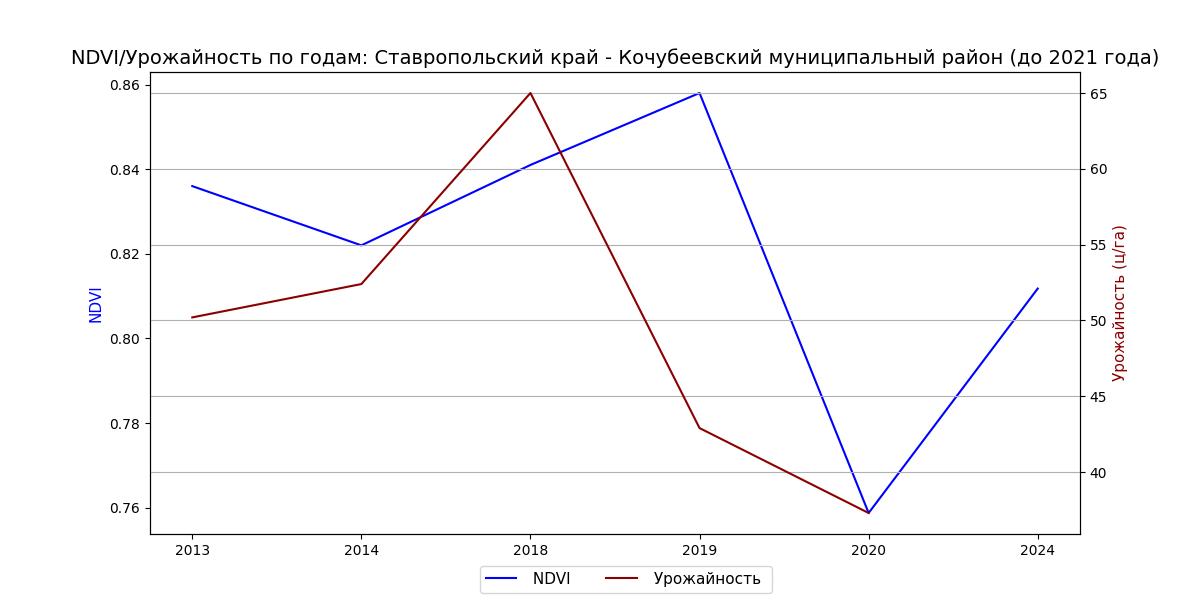 NDVI/Урожайность по годам: Ставропольский край - Кочубеевский муниципальный район (до 2021 года)
0.86
0.84
0.82
0.80
0.78
0.76
NDVI
65
60
55
50
45
40
Урожайность (ц/га)
2013 2014 2018 2019 2020 2024
NDVI Урожайность